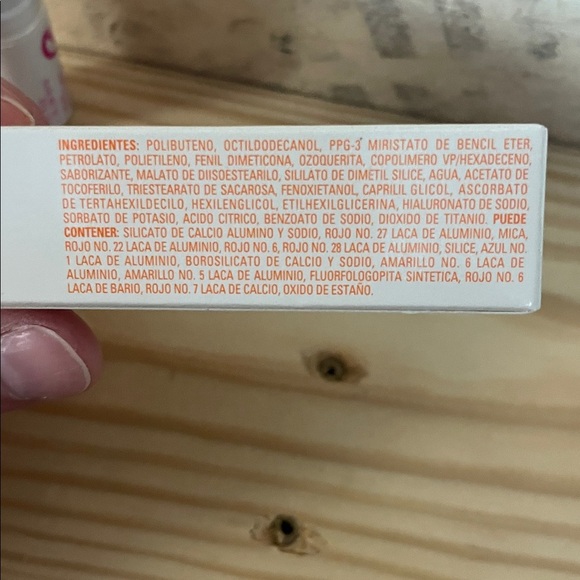 INGREDIENTES: POLIBUTENO, OCTILDODECANOL, PPG-3* MIRISTATO DE BENCIL ETER,
PETROLATO, POLIETILENO, FENIL DIMETICONA, OZOQUERITA, COPOLIMERO VP/HEXADECENO,
SABORIZANTE, MALATO DE DIISOESTEARILO, SILILATO DE DIMETIL SILICE, AGUA, ACETATO DE
TOCOFERILO, TRIESTEARATO DE SACAROSA, FENOXIETANOL, CAPRILIL GLICOL, ASCORBATO
DE TERTAHEXILDECILO, HEXILENGLICOL, ETILHEXILGLICERINA, HIALURONATO DE SODIO,
SORBATO DE POTASIO, ACIDO CITRICO, BENZOATO DE SODIO, DIOXIDO DE TITANIO. PUEDE
CONTENER: SILICATO DE CALCIO ALUMINO Y SODIO, ROJO NO. 27 LACA DE ALUMINIO, MICA,
ROJO NO. 22 LACA DE ALUMINIO, ROJO NO. 6, ROJO NO. 28 LACA DE ALUMINIO, SILICE, AZUL NO.
1 LACA DE ALUMINIO, BOROSILICATO DE CALCIO Y SODIO, AMARILLO NO. 6 LACA DE
ALUMINIO, AMARILLO NO. 5 LACA DE ALUMINIO, FLUORFOLOGOPITA SINTETICA, ROJO NO. 6
LACA DE BARIO, ROJO NO. 7 LACA DE CALCIO, OXIDO DE ESTAÑO.